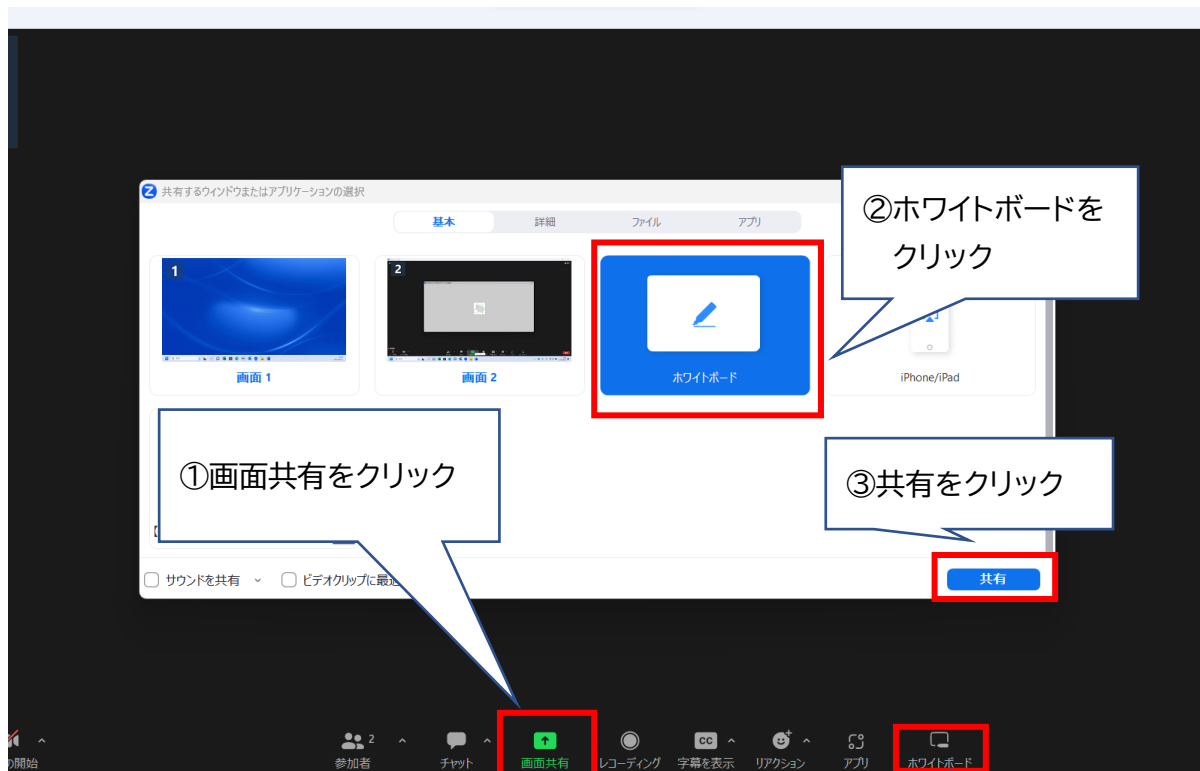 共有するウィンドウまたはアプリケーションの選択
基本 詳細 ファイル アプリ
②ホワイトボードを
クリック
1
2
画面 1
画面 2
ホワイトボード
iPhone/iPad
①画面共有をクリック
③共有をクリック
サウンドを共有
ビデオクリップに最適
共有
2
の開始
参加者
チャット
画面共有
レコーディング
CC
字幕を表示
リアクション
アプリ
ホワイトボード